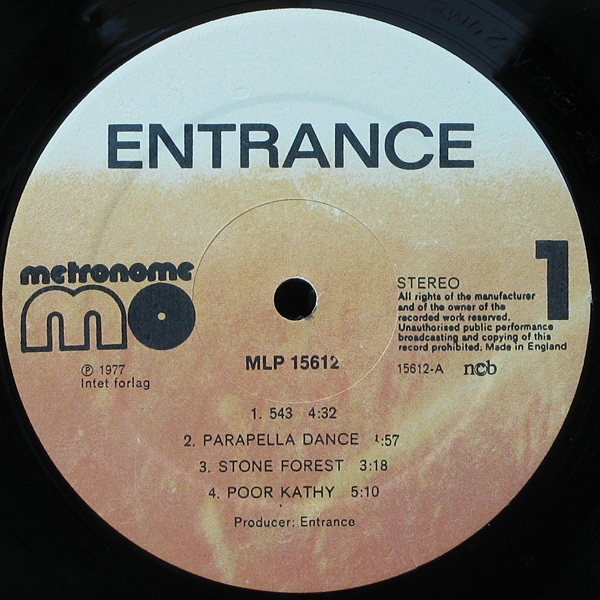 ENTRANCE
metronome
mo
1
STEREO
All rights of the manufacturer
and of the owner of the
recorded work reserved.
Unauthorised public performance
broadcasting and copying of this
record prohibited. Made in England
℗ 1977
Intet forlag
MLP 15612
15612-A ncb
1. 543 4:32
2. PARAPELLA DANCE :57
3. STONE FOREST 3:18
4. POOR KATHY 5:10
Producer: Entrance